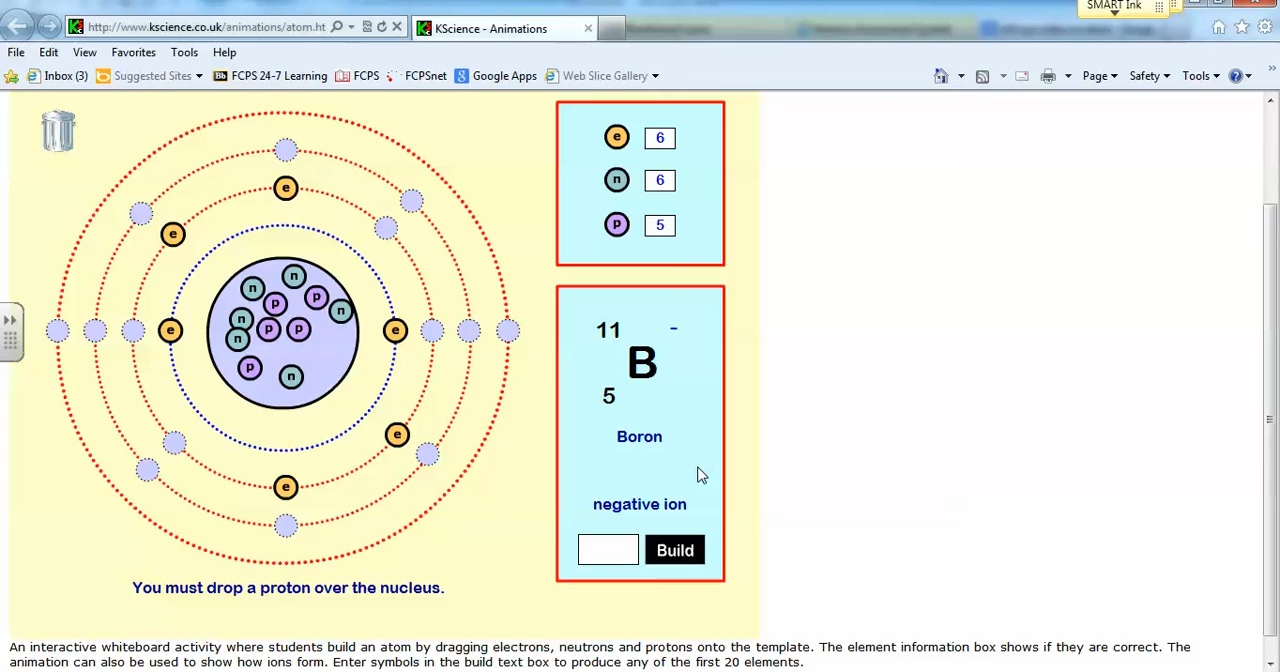 SMART Ink
http://www.kscience.co.uk/animations/atom.ht
KScience - Animations
File Edit View Favorites Tools Help
Inbox (3) Suggested Sites Bb FCPS 24-7 Learning FCPS FCPSnet Google Apps Web Slice Gallery Page Safety Tools
e 6
n 6
p 5
e
e
n n
n p p n
e n p p e
n
p n
e
e
11 -
B
5
Boron
negative ion
Build
You must drop a proton over the nucleus.
An interactive whiteboard activity where students build an atom by dragging electrons, neutrons and protons onto the template. The element information box shows if they are correct. The
animation can also be used to show how ions form. Enter symbols in the build text box to produce any of the first 20 elements.